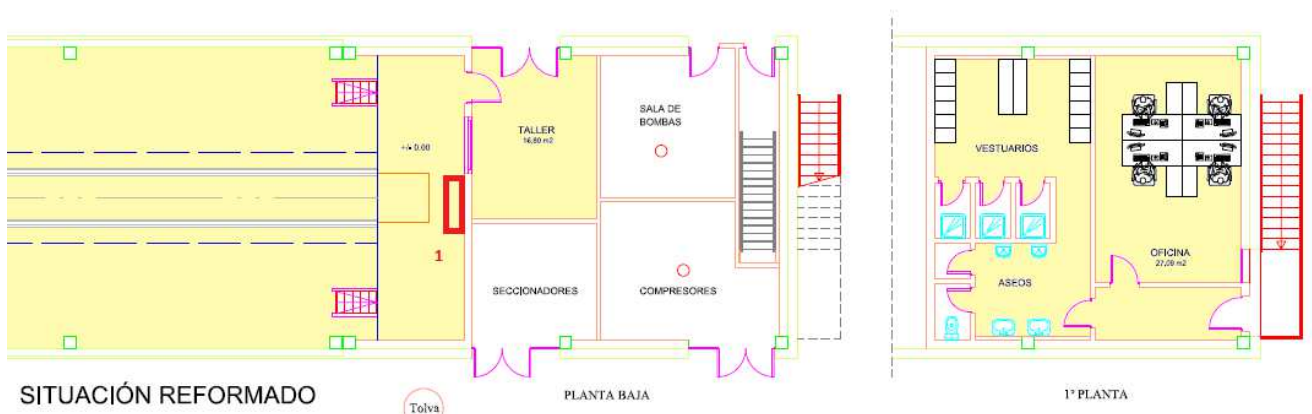 SALA DE
BOMBAS
TALLER
16,80 m2
+/- 0.00
VESTUARIOS
1
OFICINA
27,00 m2
SECCIONADORES
COMPRESORES
ASEOS
SITUACIÓN REFORMADO
Tolva
PLANTA BAJA
1ª PLANTA